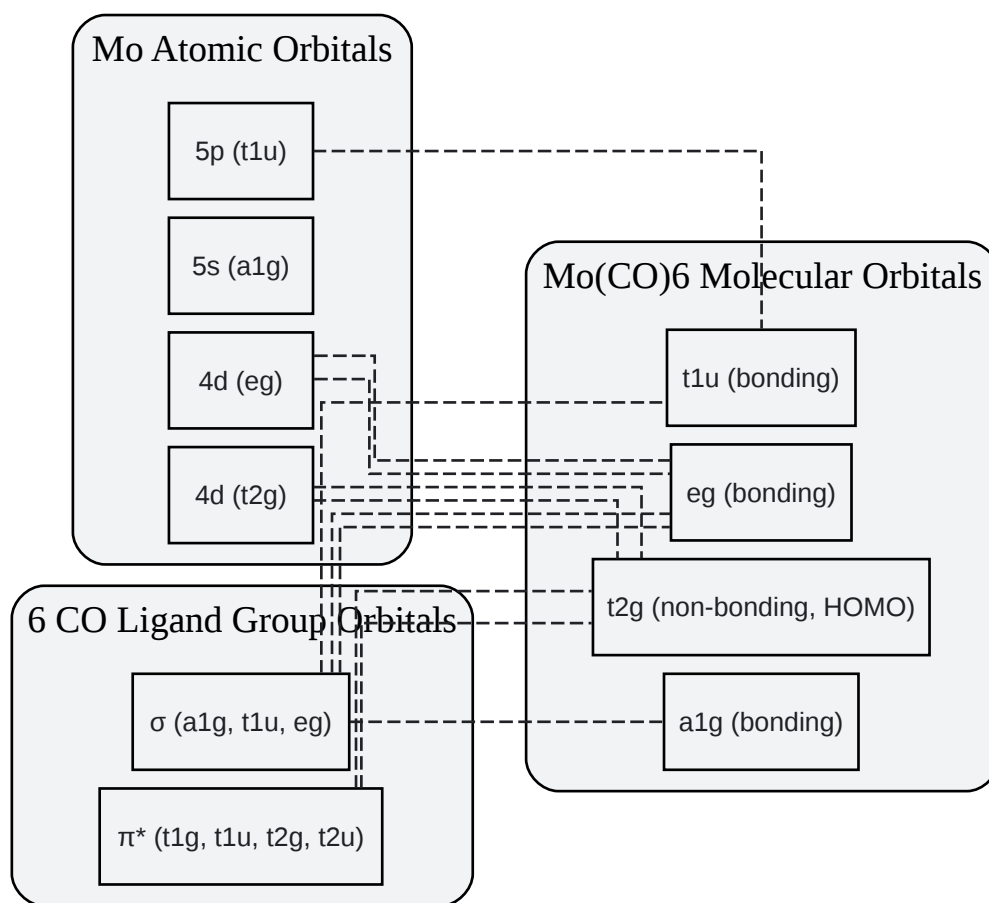 Mo Atomic Orbitals
5p (t1u)
5s (a1g)
4d (eg)
4d (t2g)
6 CO Ligand Group Orbitals
σ (a1g, t1u, eg)
π* (t1g, t1u, t2g, t2u)
Mo(CO)6 Molecular Orbitals
t1u (bonding)
eg (bonding)
t2g (non-bonding, HOMO)
a1g (bonding)